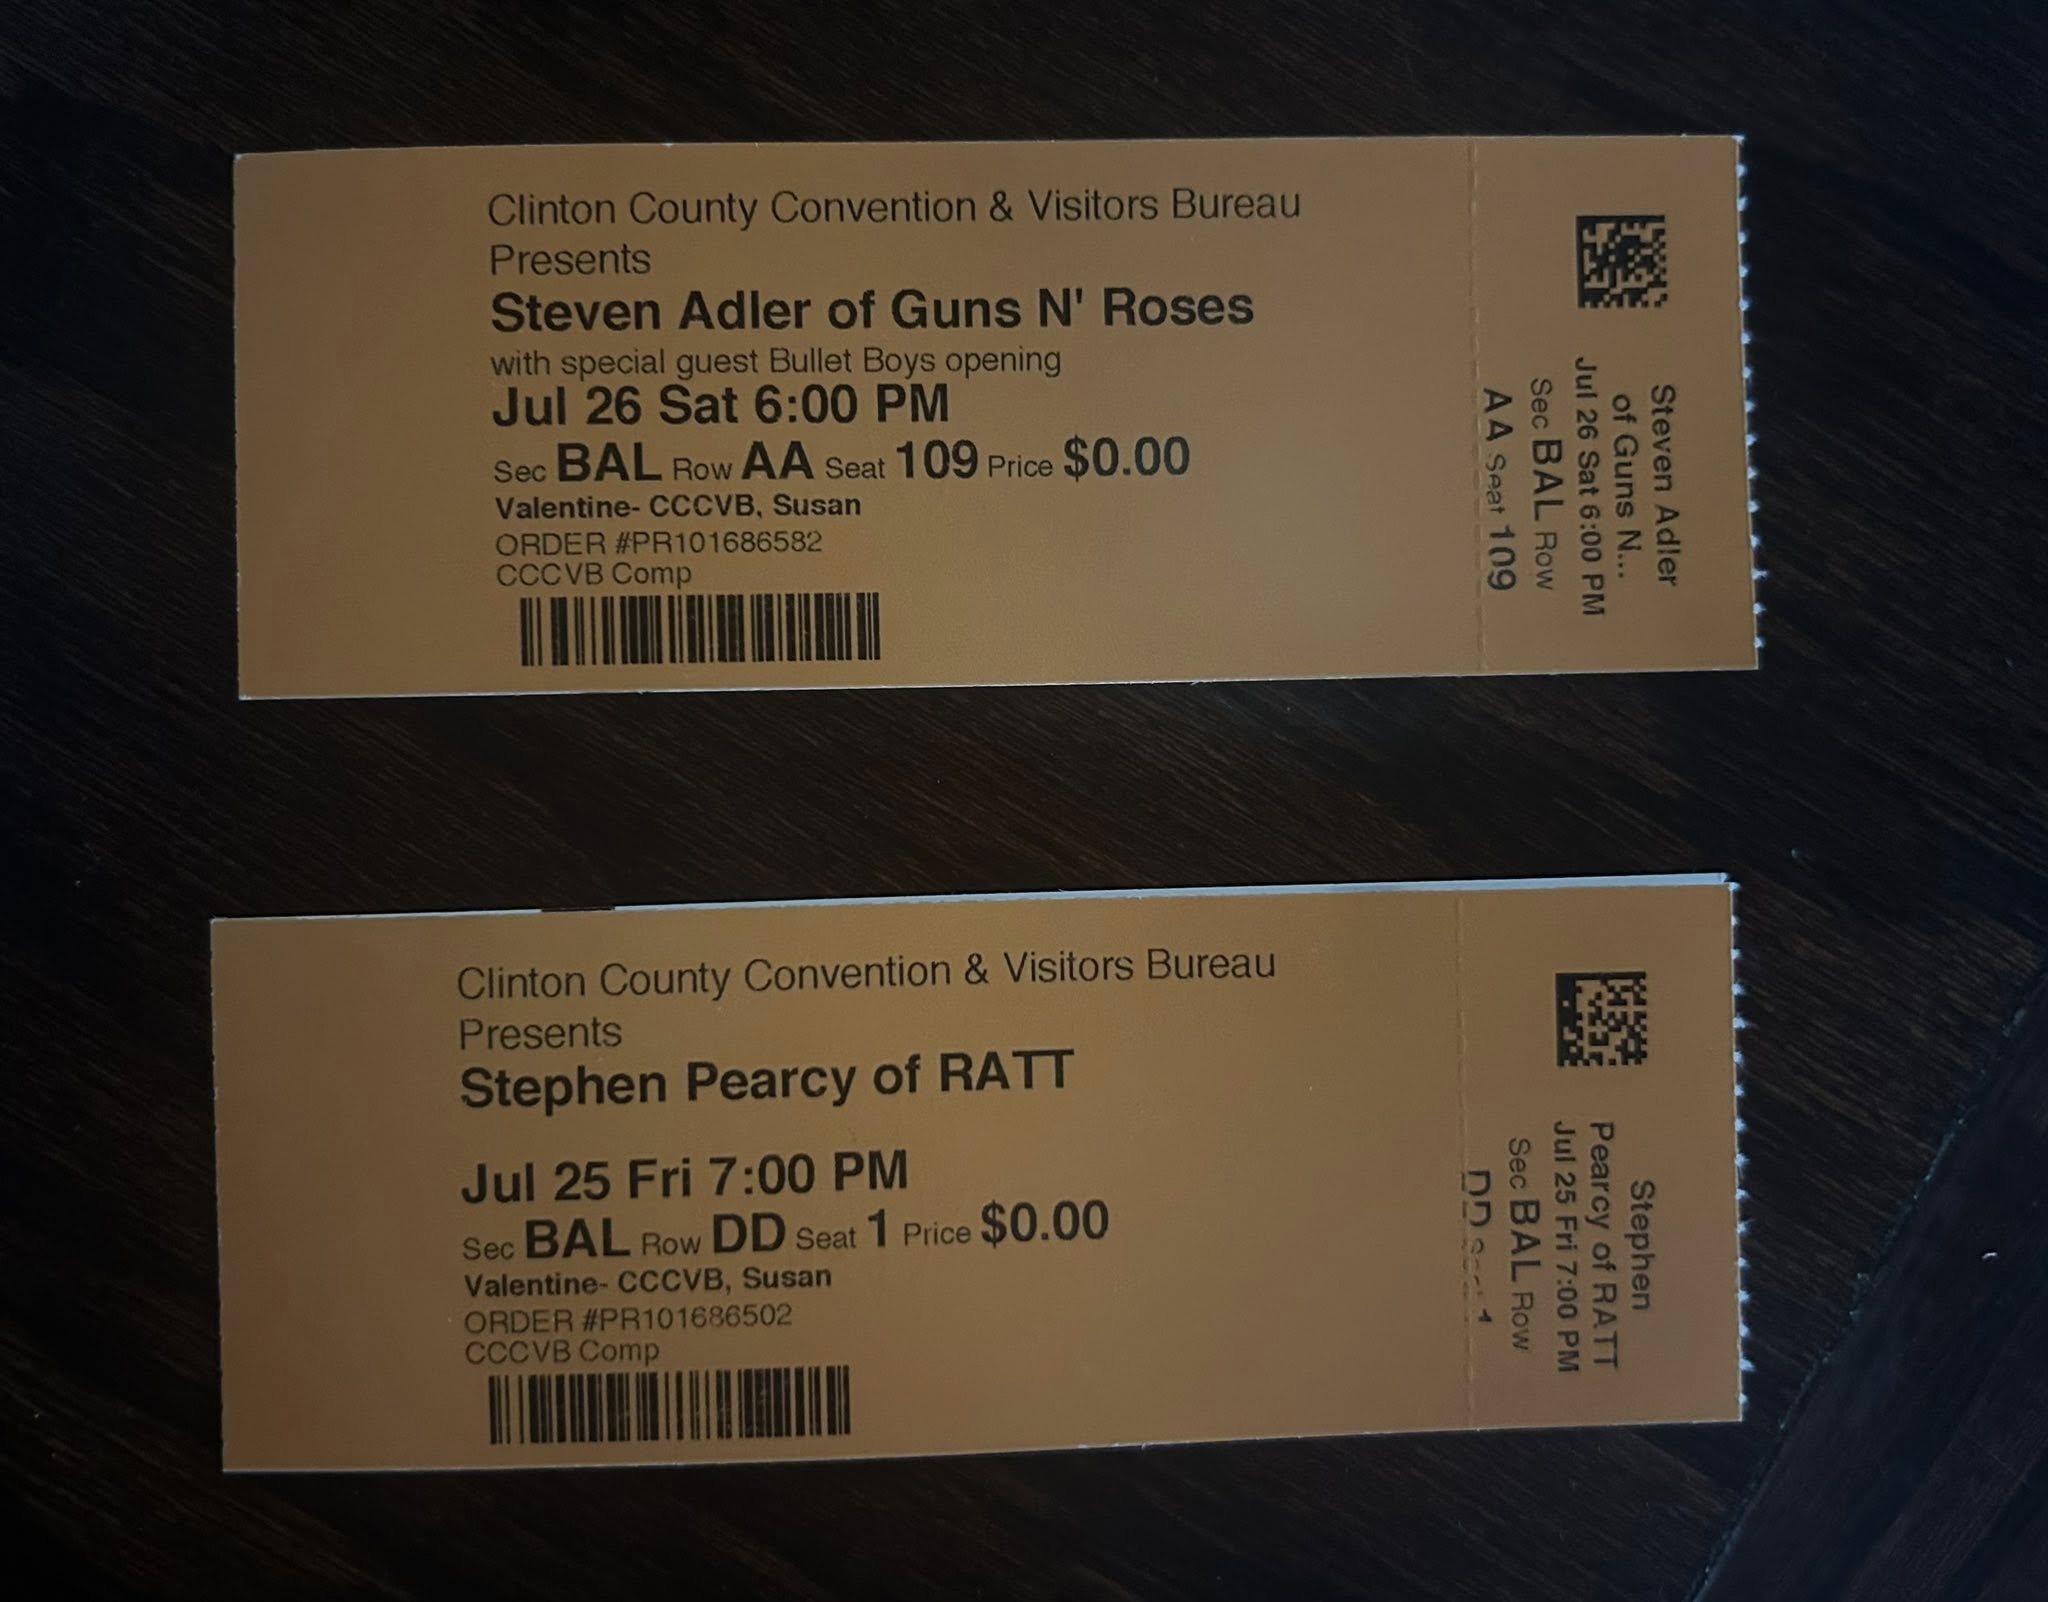 Clinton County Convention & Visitors Bureau
Presents
Steven Adler of Guns N' Roses
with special guest Bullet Boys opening
Jul 26 Sat 6:00 PM
Sec BAL Row AA Seat 109 Price $0.00
Valentine- CCCVB, Susan
ORDER #PR101686582
CCCVB Comp
Steven Adler
of Guns N...
Jul 26 Sat 6:00 PM
Sec BAL Row
AA Seat 109
Clinton County Convention & Visitors Bureau
Presents
Stephen Pearcy of RATT
Jul 25 Fri 7:00 PM
Sec BAL Row DD Seat 1 Price $0.00
Valentine- CCCVB, Susan
ORDER #PR101686502
CCCVB Comp
Stephen
Pearcy of RATT
Jul 25 Fri 7:00 PM
Sec BAL Row
DD Seat 1